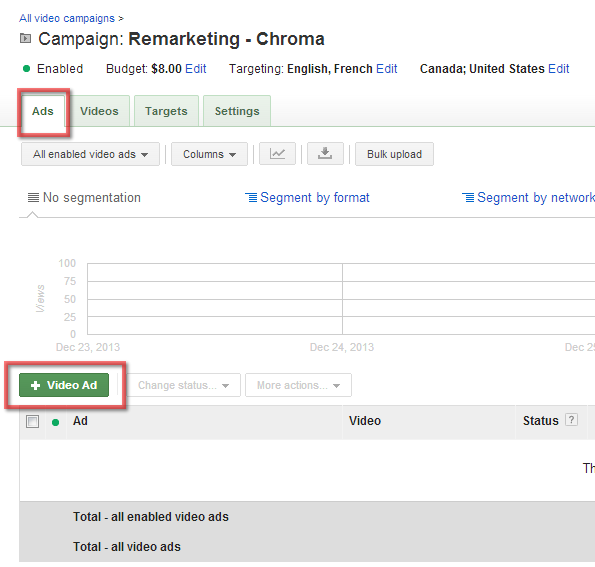 All video campaigns >
Campaign: Remarketing - Chroma
Enabled Budget: $8.00 Edit Targeting: English, French Edit Canada; United States Edit
Ads Videos Targets Settings
All enabled video ads Columns Bulk upload
No segmentation Segment by format Segment by network
100
75
50
25
0
Views
Dec 23, 2013 Dec 24, 2013 Dec 25
+ Video Ad Change status... More actions...
Ad Video Status ?
Th
Total - all enabled video ads
Total - all video ads